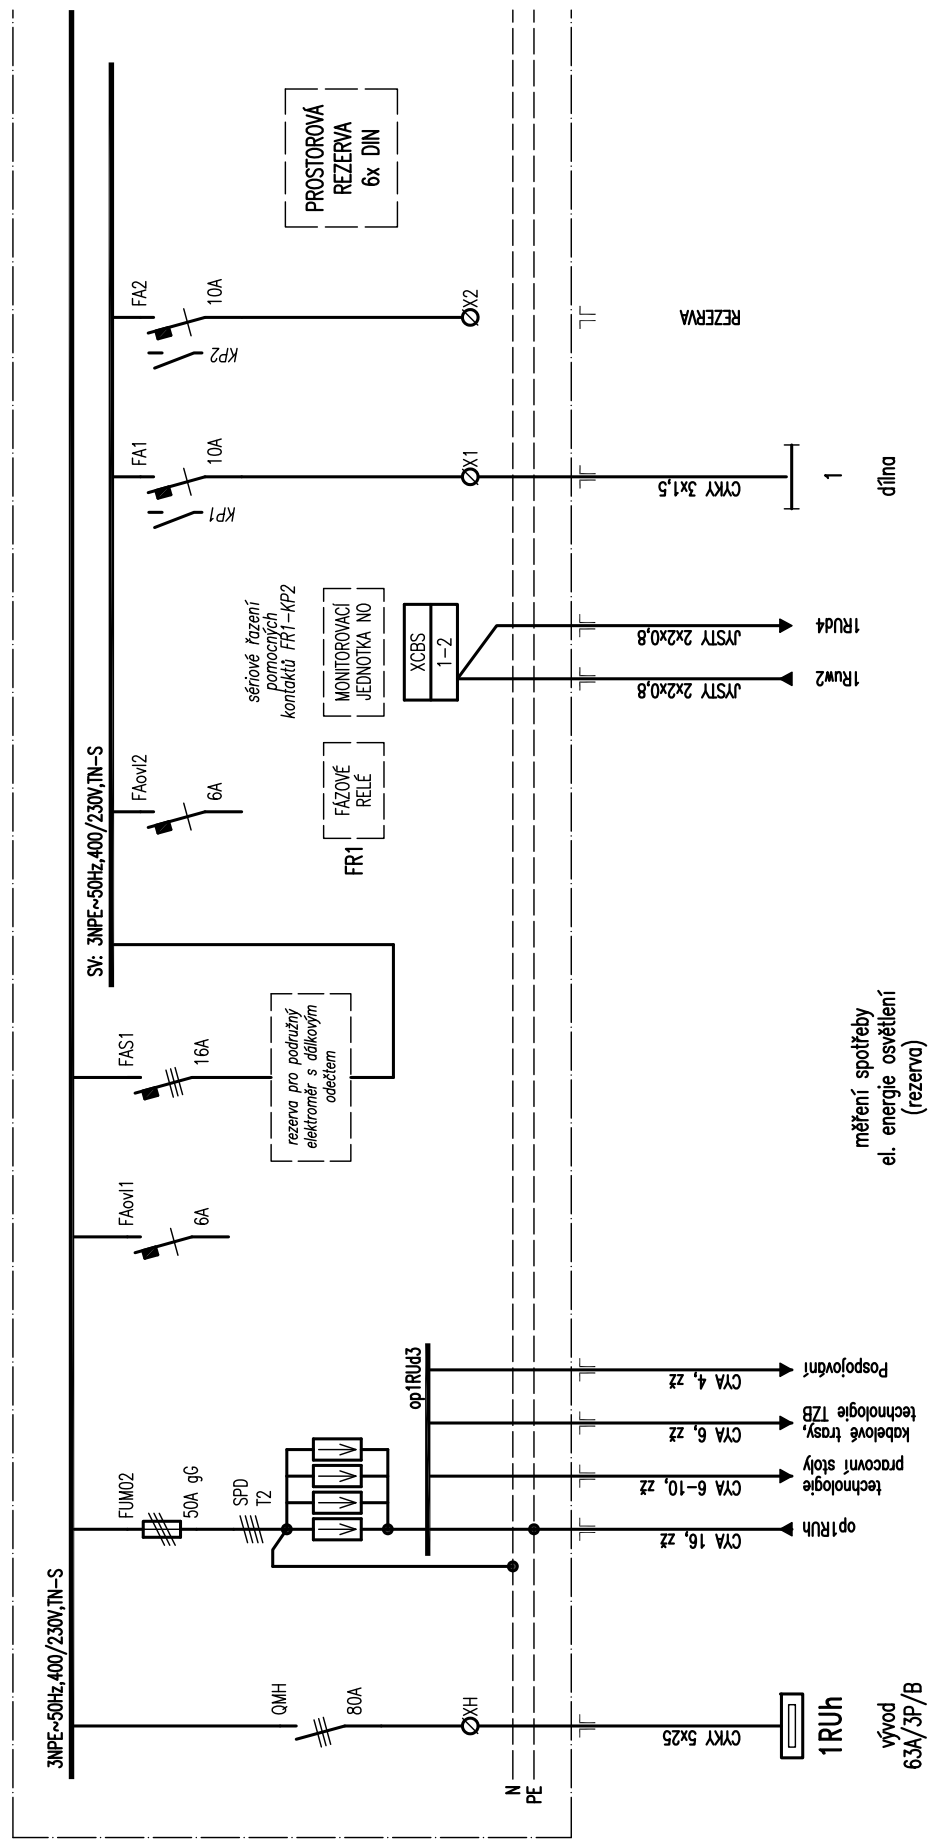 3NPE~50Hz,400/230V,TN-S
QMH
80A
XH
N
PE
CYKY 5x25
1RUh
vývod
63A/3P/B
FUM02
50A gG
SPD
T2
op1RUd3
CYA 16, zž
op1RUh
CYA 6-10, zž
technologie
pracovní stoly
CYA 6, zž
kabelové trasy,
technologie TZB
CYA 4, zž
Pospojování
FAovl1
6A
FAS1
16A
rezerva pro podružný
elektroměr s dálkovým
odečtem
měření spotřeby
el. energie osvětlení
(rezerva)
SV: 3NPE~50Hz,400/230V,TN-S
FAovl2
6A
FR1
FÁZOVÉ
RELÉ
sériové řazení
pomocných
kontaktů FR1-KP2
MONITOROVACÍ
JEDNOTKA NO
XCBS
1-2
JYSTY 2x2x0,8
1Ruw2
JYSTY 2x2x0,8
1RUd4
FA1
10A
KP1
X1
CYKY 3x1,5
1
dílna
FA2
10A
KP2
X2
REZERVA
PROSTOROVÁ
REZERVA
6x DIN